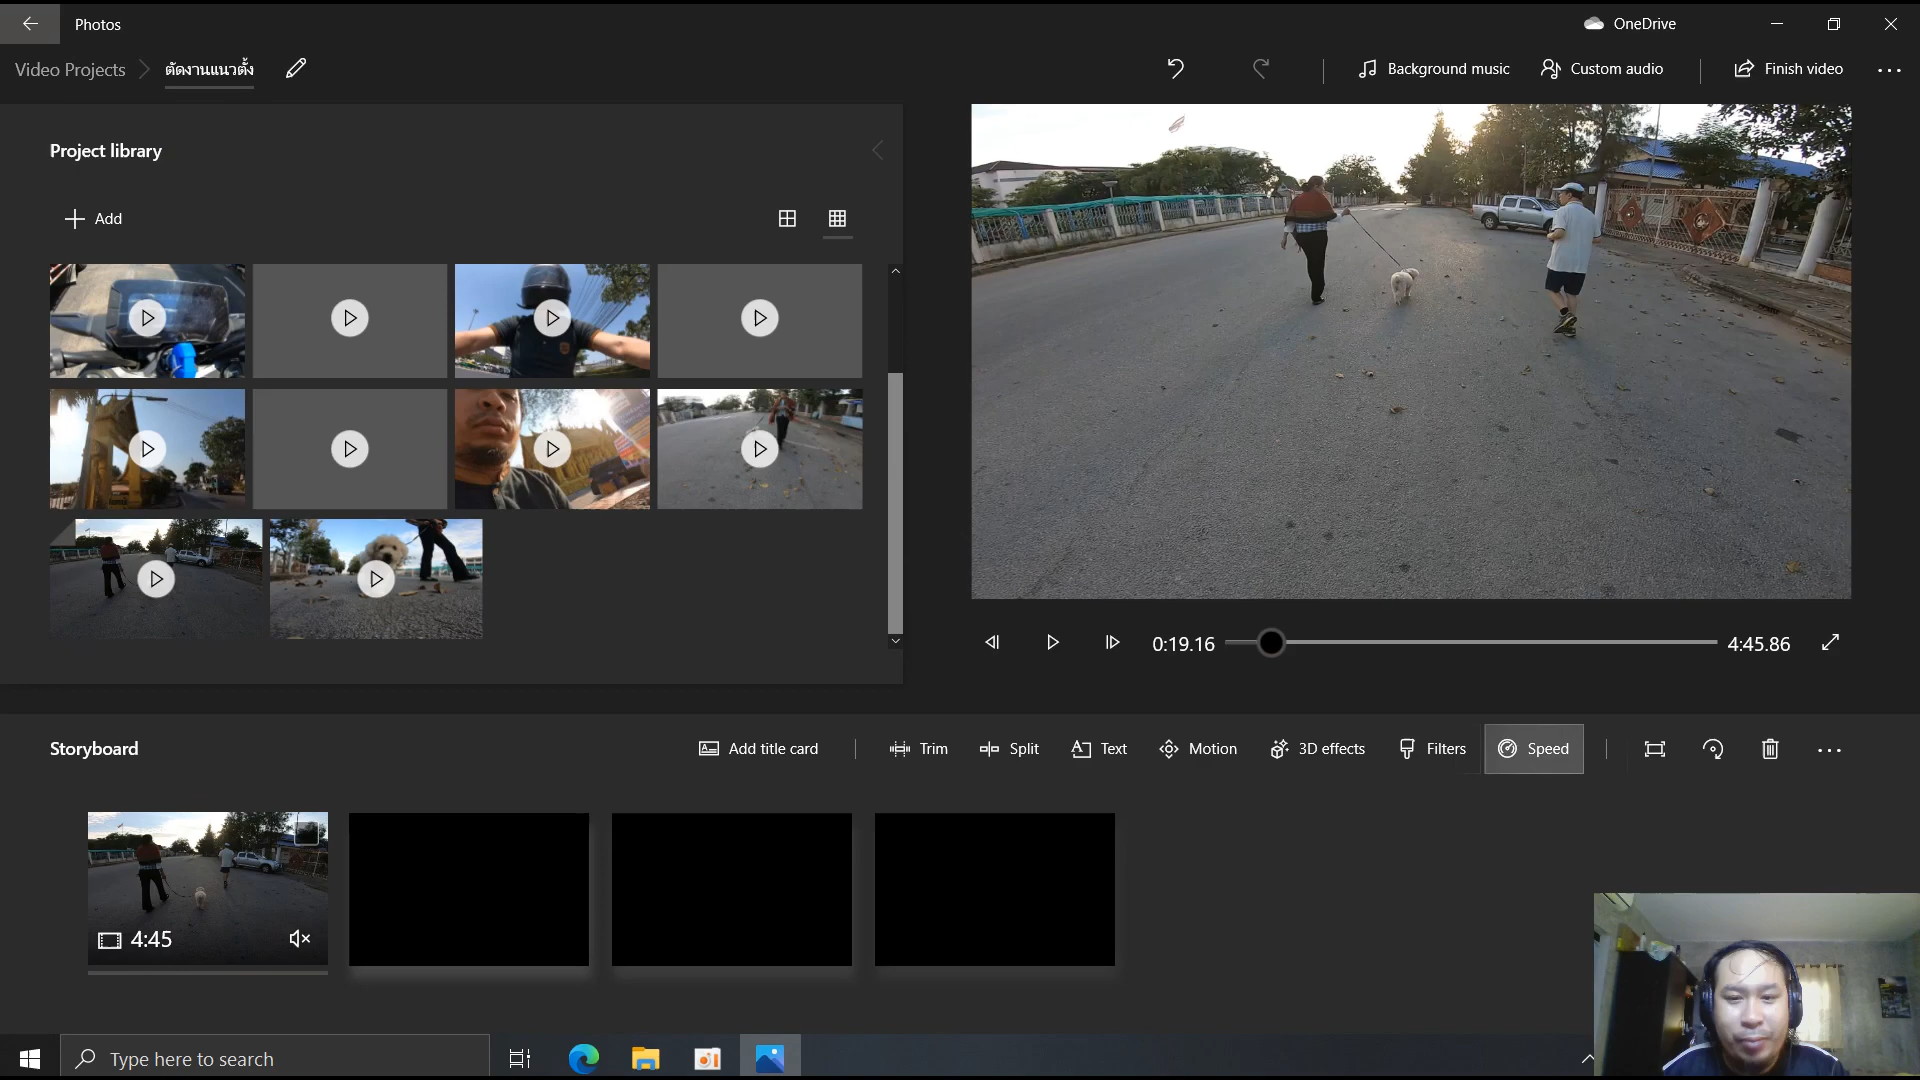 Photos
OneDrive
Video Projects
ตัดงานแนวตั้ง
Background music
Custom audio
Finish video
Project library
Add
0:19.16
4:45.86
Storyboard
Add title card
Trim
Split
Text
Motion
3D effects
Filters
Speed
4:45
Type here to search